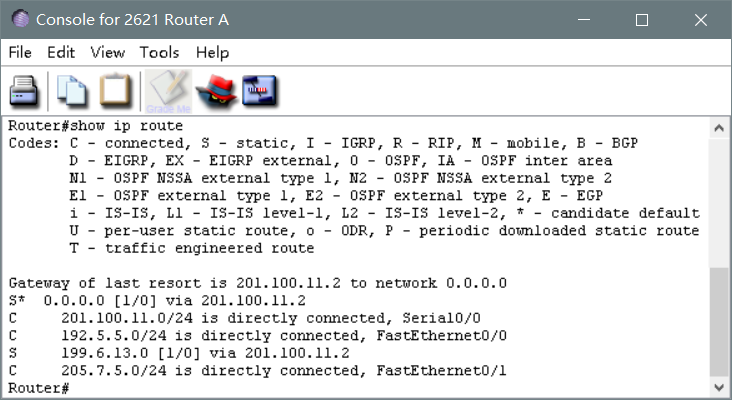 Console for 2621 Router A
File Edit View Tools Help
Grade Me
Router#show ip route
Codes: C - connected, S - static, I - IGRP, R - RIP, M - mobile, B - BGP
D - EIGRP, EX - EIGRP external, O - OSPF, IA - OSPF inter area
N1 - OSPF NSSA external type 1, N2 - OSPF NSSA external type 2
E1 - OSPF external type 1, E2 - OSPF external type 2, E - EGP
i - IS-IS, L1 - IS-IS level-1, L2 - IS-IS level-2, * - candidate default
U - per-user static route, o - ODR, P - periodic downloaded static route
T - traffic engineered route
Gateway of last resort is 201.100.11.2 to network 0.0.0.0
S* 0.0.0.0 [1/0] via 201.100.11.2
C 201.100.11.0/24 is directly connected, Serial0/0
C 192.5.5.0/24 is directly connected, FastEthernet0/0
S 199.6.13.0 [1/0] via 201.100.11.2
C 205.7.5.0/24 is directly connected, FastEthernet0/1
Router#